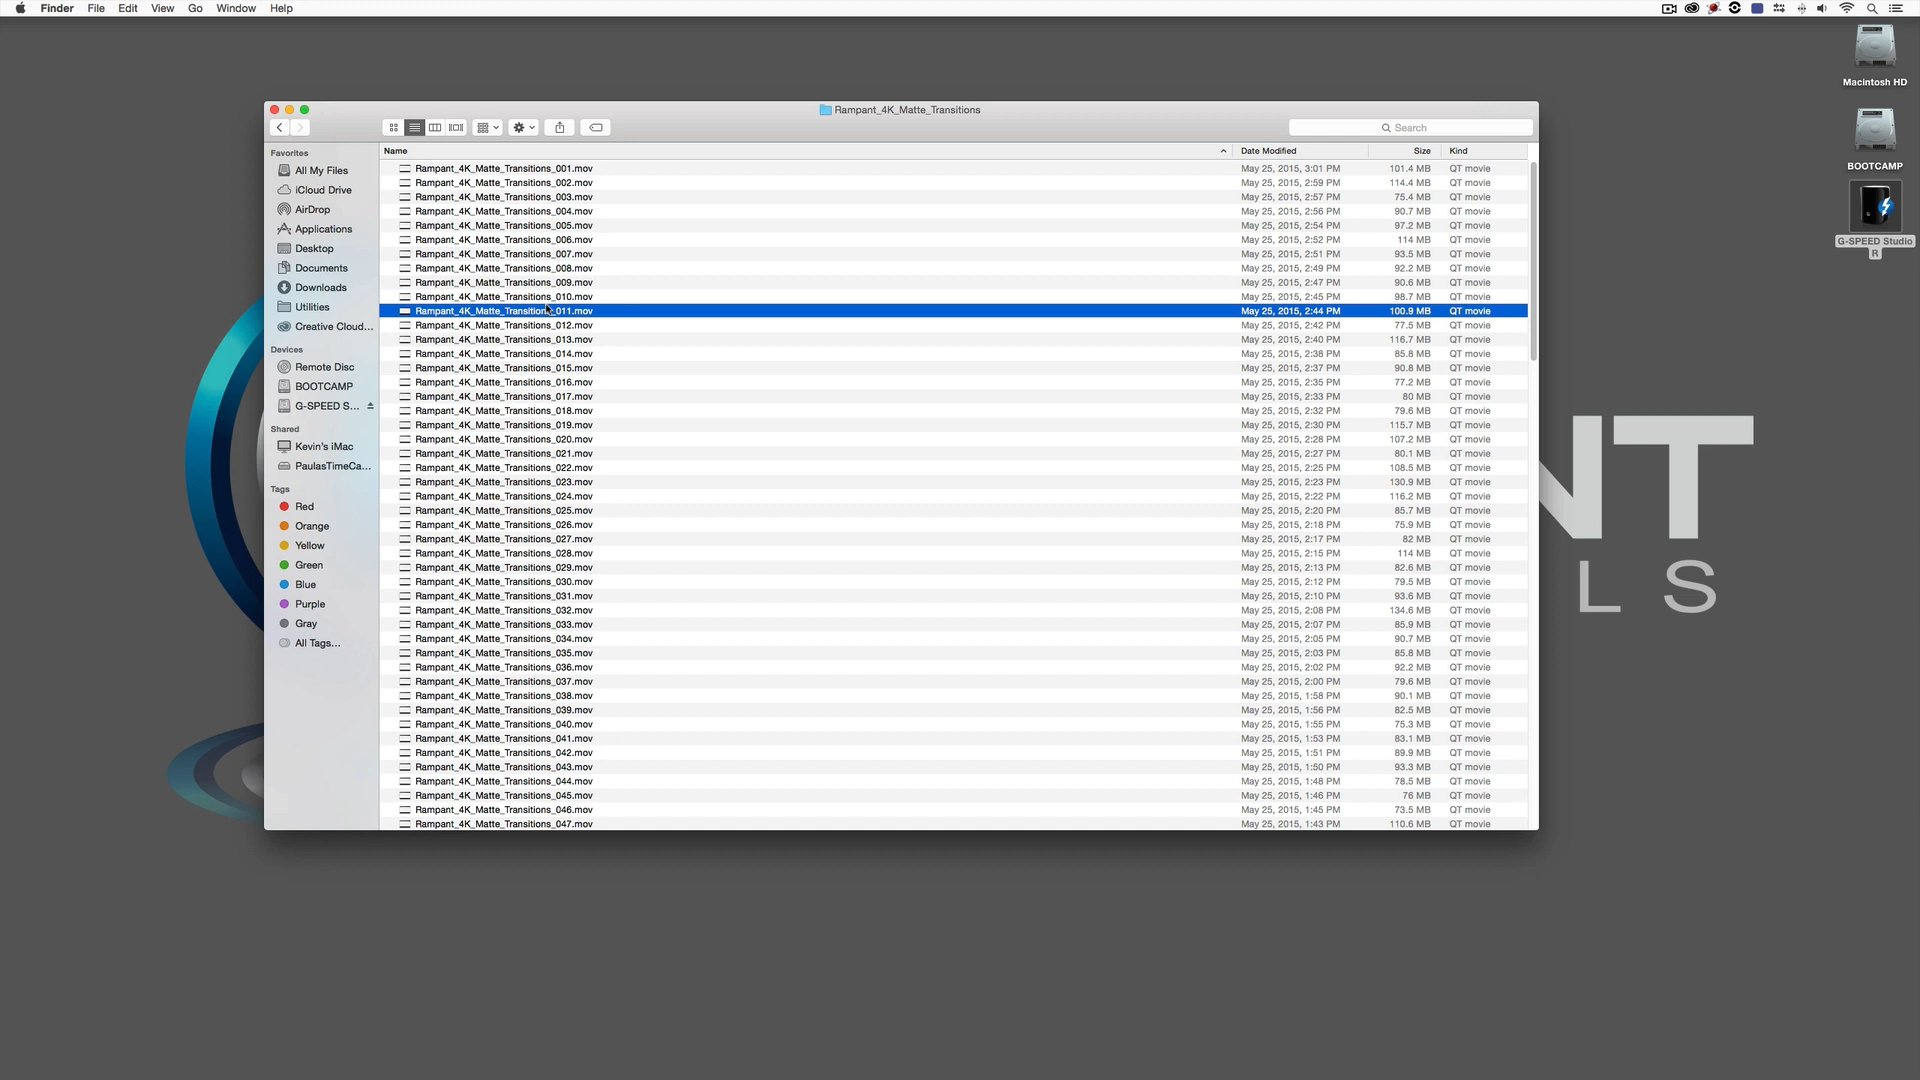 Finder File Edit View Go Window Help
Macintosh HD
BOOTCAMP
G-SPEED Studio
R
Rampant_4K_Matte_Transitions
Search
Favorites
All My Files
iCloud Drive
AirDrop
Applications
Desktop
Documents
Downloads
Utilities
Creative Cloud...
Devices
Remote Disc
BOOTCAMP
G-SPEED S...
Shared
Kevin's iMac
PaulasTimeCa...
Tags
Red
Orange
Yellow
Green
Blue
Purple
Gray
All Tags...
Name Date Modified Size Kind
Rampant_4K_Matte_Transitions_001.mov May 25, 2015, 3:01 PM 101.4 MB QT movie
Rampant_4K_Matte_Transitions_002.mov May 25, 2015, 2:59 PM 114.4 MB QT movie
Rampant_4K_Matte_Transitions_003.mov May 25, 2015, 2:57 PM 75.4 MB QT movie
Rampant_4K_Matte_Transitions_004.mov May 25, 2015, 2:56 PM 90.7 MB QT movie
Rampant_4K_Matte_Transitions_005.mov May 25, 2015, 2:54 PM 97.2 MB QT movie
Rampant_4K_Matte_Transitions_006.mov May 25, 2015, 2:52 PM 114 MB QT movie
Rampant_4K_Matte_Transitions_007.mov May 25, 2015, 2:51 PM 93.5 MB QT movie
Rampant_4K_Matte_Transitions_008.mov May 25, 2015, 2:49 PM 92.2 MB QT movie
Rampant_4K_Matte_Transitions_009.mov May 25, 2015, 2:47 PM 90.6 MB QT movie
Rampant_4K_Matte_Transitions_010.mov May 25, 2015, 2:45 PM 98.7 MB QT movie
Rampant_4K_Matte_Transitions_011.mov May 25, 2015, 2:44 PM 100.9 MB QT movie
Rampant_4K_Matte_Transitions_012.mov May 25, 2015, 2:42 PM 77.5 MB QT movie
Rampant_4K_Matte_Transitions_013.mov May 25, 2015, 2:40 PM 116.7 MB QT movie
Rampant_4K_Matte_Transitions_014.mov May 25, 2015, 2:38 PM 85.8 MB QT movie
Rampant_4K_Matte_Transitions_015.mov May 25, 2015, 2:37 PM 90.8 MB QT movie
Rampant_4K_Matte_Transitions_016.mov May 25, 2015, 2:35 PM 77.2 MB QT movie
Rampant_4K_Matte_Transitions_017.mov May 25, 2015, 2:33 PM 80 MB QT movie
Rampant_4K_Matte_Transitions_018.mov May 25, 2015, 2:32 PM 79.6 MB QT movie
Rampant_4K_Matte_Transitions_019.mov May 25, 2015, 2:30 PM 115.7 MB QT movie
Rampant_4K_Matte_Transitions_020.mov May 25, 2015, 2:28 PM 107.2 MB QT movie
Rampant_4K_Matte_Transitions_021.mov May 25, 2015, 2:27 PM 80.1 MB QT movie
Rampant_4K_Matte_Transitions_022.mov May 25, 2015, 2:25 PM 108.5 MB QT movie
Rampant_4K_Matte_Transitions_023.mov May 25, 2015, 2:23 PM 130.9 MB QT movie
Rampant_4K_Matte_Transitions_024.mov May 25, 2015, 2:22 PM 116.2 MB QT movie
Rampant_4K_Matte_Transitions_025.mov May 25, 2015, 2:20 PM 85.7 MB QT movie
Rampant_4K_Matte_Transitions_026.mov May 25, 2015, 2:18 PM 75.9 MB QT movie
Rampant_4K_Matte_Transitions_027.mov May 25, 2015, 2:17 PM 82 MB QT movie
Rampant_4K_Matte_Transitions_028.mov May 25, 2015, 2:15 PM 114 MB QT movie
Rampant_4K_Matte_Transitions_029.mov May 25, 2015, 2:13 PM 82.6 MB QT movie
Rampant_4K_Matte_Transitions_030.mov May 25, 2015, 2:12 PM 79.5 MB QT movie
Rampant_4K_Matte_Transitions_031.mov May 25, 2015, 2:10 PM 93.6 MB QT movie
Rampant_4K_Matte_Transitions_032.mov May 25, 2015, 2:08 PM 134.6 MB QT movie
Rampant_4K_Matte_Transitions_033.mov May 25, 2015, 2:07 PM 85.9 MB QT movie
Rampant_4K_Matte_Transitions_034.mov May 25, 2015, 2:05 PM 90.7 MB QT movie
Rampant_4K_Matte_Transitions_035.mov May 25, 2015, 2:03 PM 85.8 MB QT movie
Rampant_4K_Matte_Transitions_036.mov May 25, 2015, 2:02 PM 92.2 MB QT movie
Rampant_4K_Matte_Transitions_037.mov May 25, 2015, 2:00 PM 79.6 MB QT movie
Rampant_4K_Matte_Transitions_038.mov May 25, 2015, 1:58 PM 90.1 MB QT movie
Rampant_4K_Matte_Transitions_039.mov May 25, 2015, 1:56 PM 82.5 MB QT movie
Rampant_4K_Matte_Transitions_040.mov May 25, 2015, 1:55 PM 75.3 MB QT movie
Rampant_4K_Matte_Transitions_041.mov May 25, 2015, 1:53 PM 83.1 MB QT movie
Rampant_4K_Matte_Transitions_042.mov May 25, 2015, 1:51 PM 89.9 MB QT movie
Rampant_4K_Matte_Transitions_043.mov May 25, 2015, 1:50 PM 93.3 MB QT movie
Rampant_4K_Matte_Transitions_044.mov May 25, 2015, 1:48 PM 78.5 MB QT movie
Rampant_4K_Matte_Transitions_045.mov May 25, 2015, 1:46 PM 76 MB QT movie
Rampant_4K_Matte_Transitions_046.mov May 25, 2015, 1:45 PM 73.5 MB QT movie
Rampant_4K_Matte_Transitions_047.mov May 25, 2015, 1:43 PM 110.6 MB QT movie
NT
LS